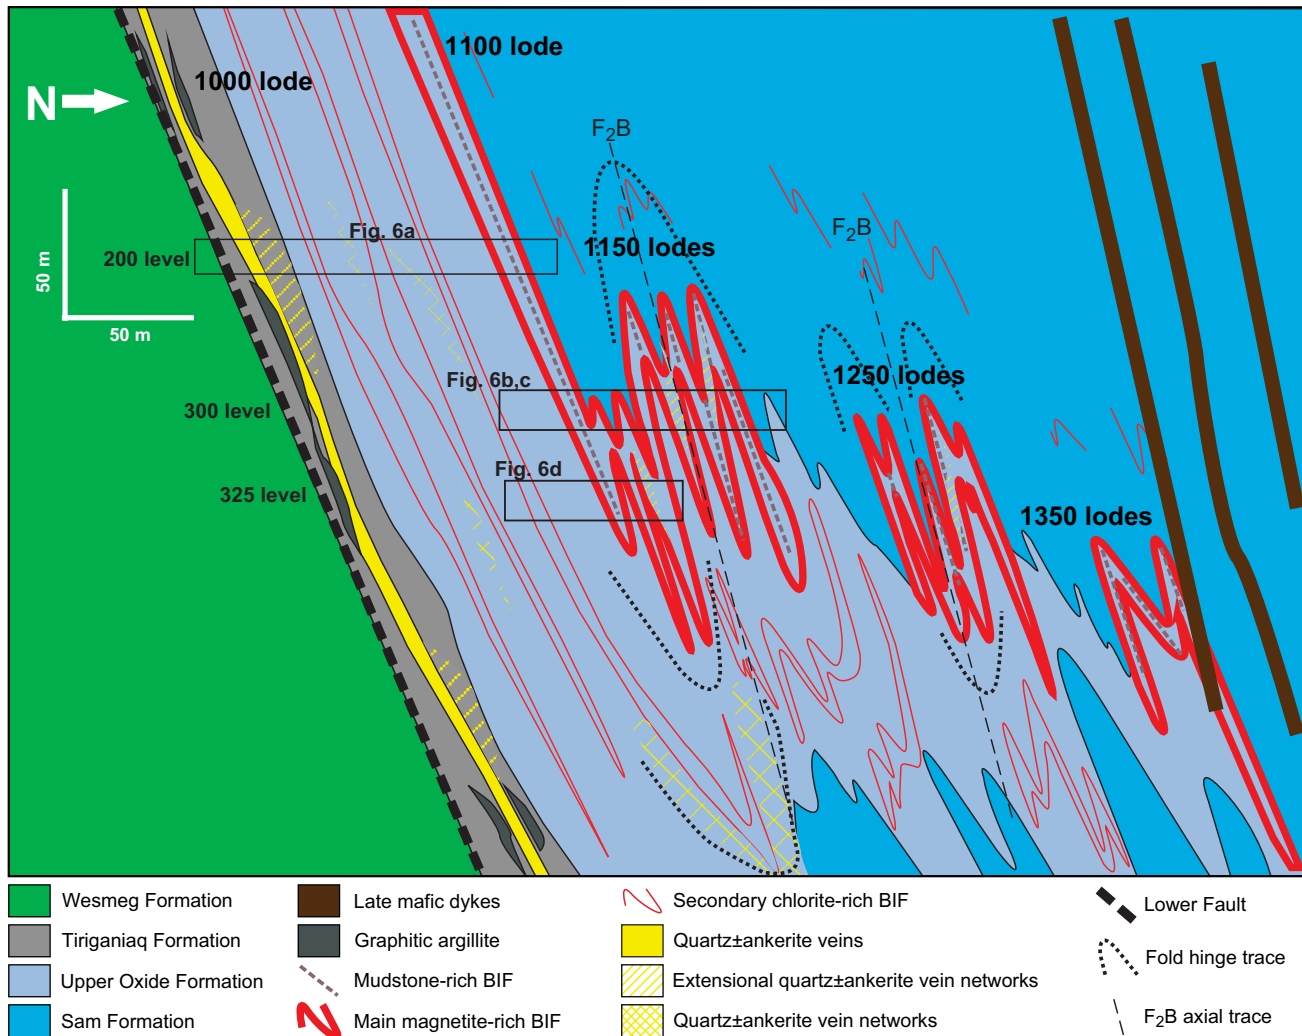 1000 lode
1100 lode
N
F2B
Fig. 6a
200 level
1150 lodes
F2B
50 m
50 m
Fig. 6b,c
1250 lodes
300 level
Fig. 6d
325 level
1350 lodes
Wesmeg Formation
Late mafic dykes
Secondary chlorite-rich BIF
Lower Fault
Tiriganiaq Formation
Graphitic argillite
Quartz±ankerite veins
Fold hinge trace
Upper Oxide Formation
Mudstone-rich BIF
Extensional quartz±ankerite vein networks
Sam Formation
Main magnetite-rich BIF
Quartz±ankerite vein networks
F2B axial trace